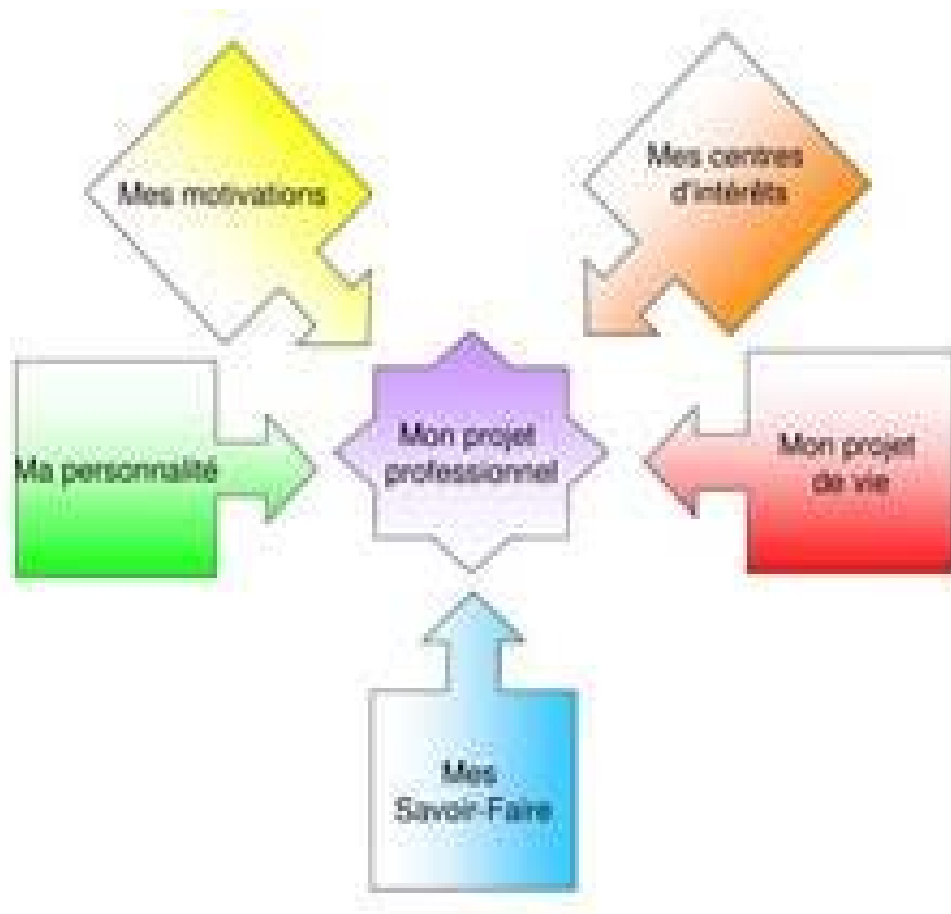 Mes motivations
Mes centres
d'intérêts
Ma personnalité
Mon projet
professionnel
Mon projet
de vie
Mes
Savoir-Faire